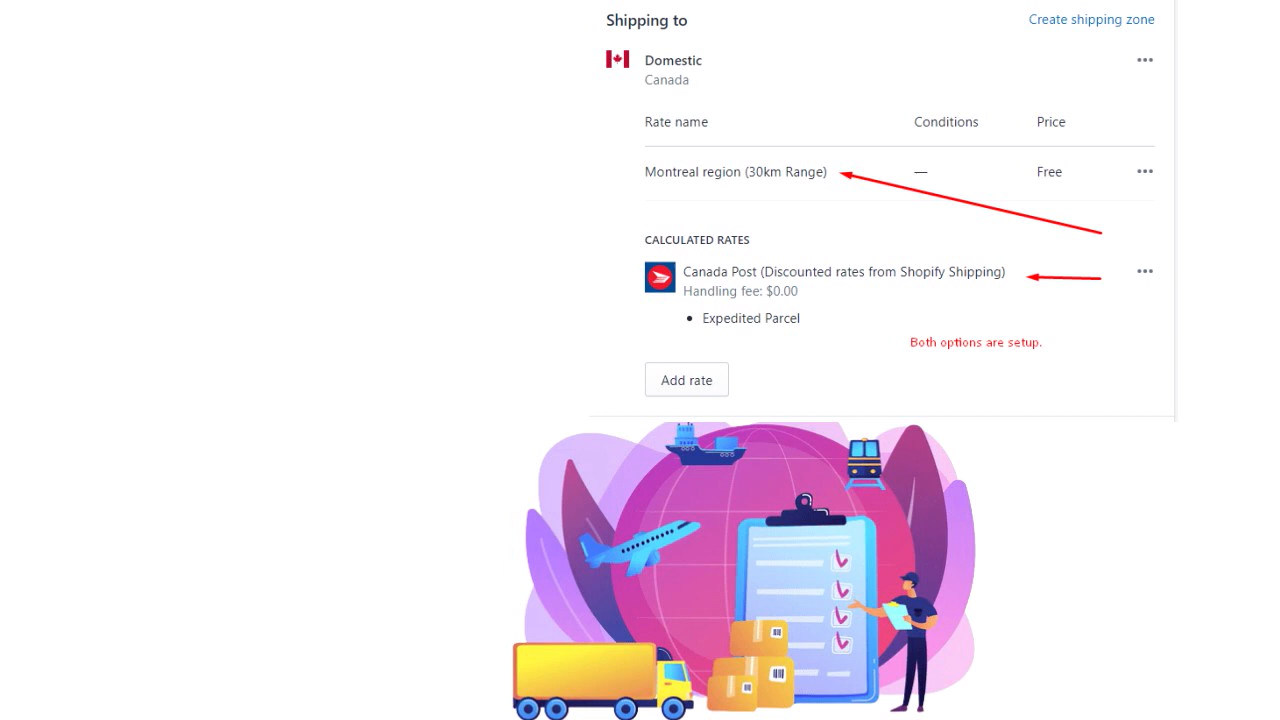 Shipping to
Create shipping zone
Domestic
Canada
Rate name Conditions Price
Montreal region (30km Range) — Free
CALCULATED RATES
Canada Post (Discounted rates from Shopify Shipping)
Handling fee: $0.00
• Expedited Parcel
Both options are setup.
Add rate